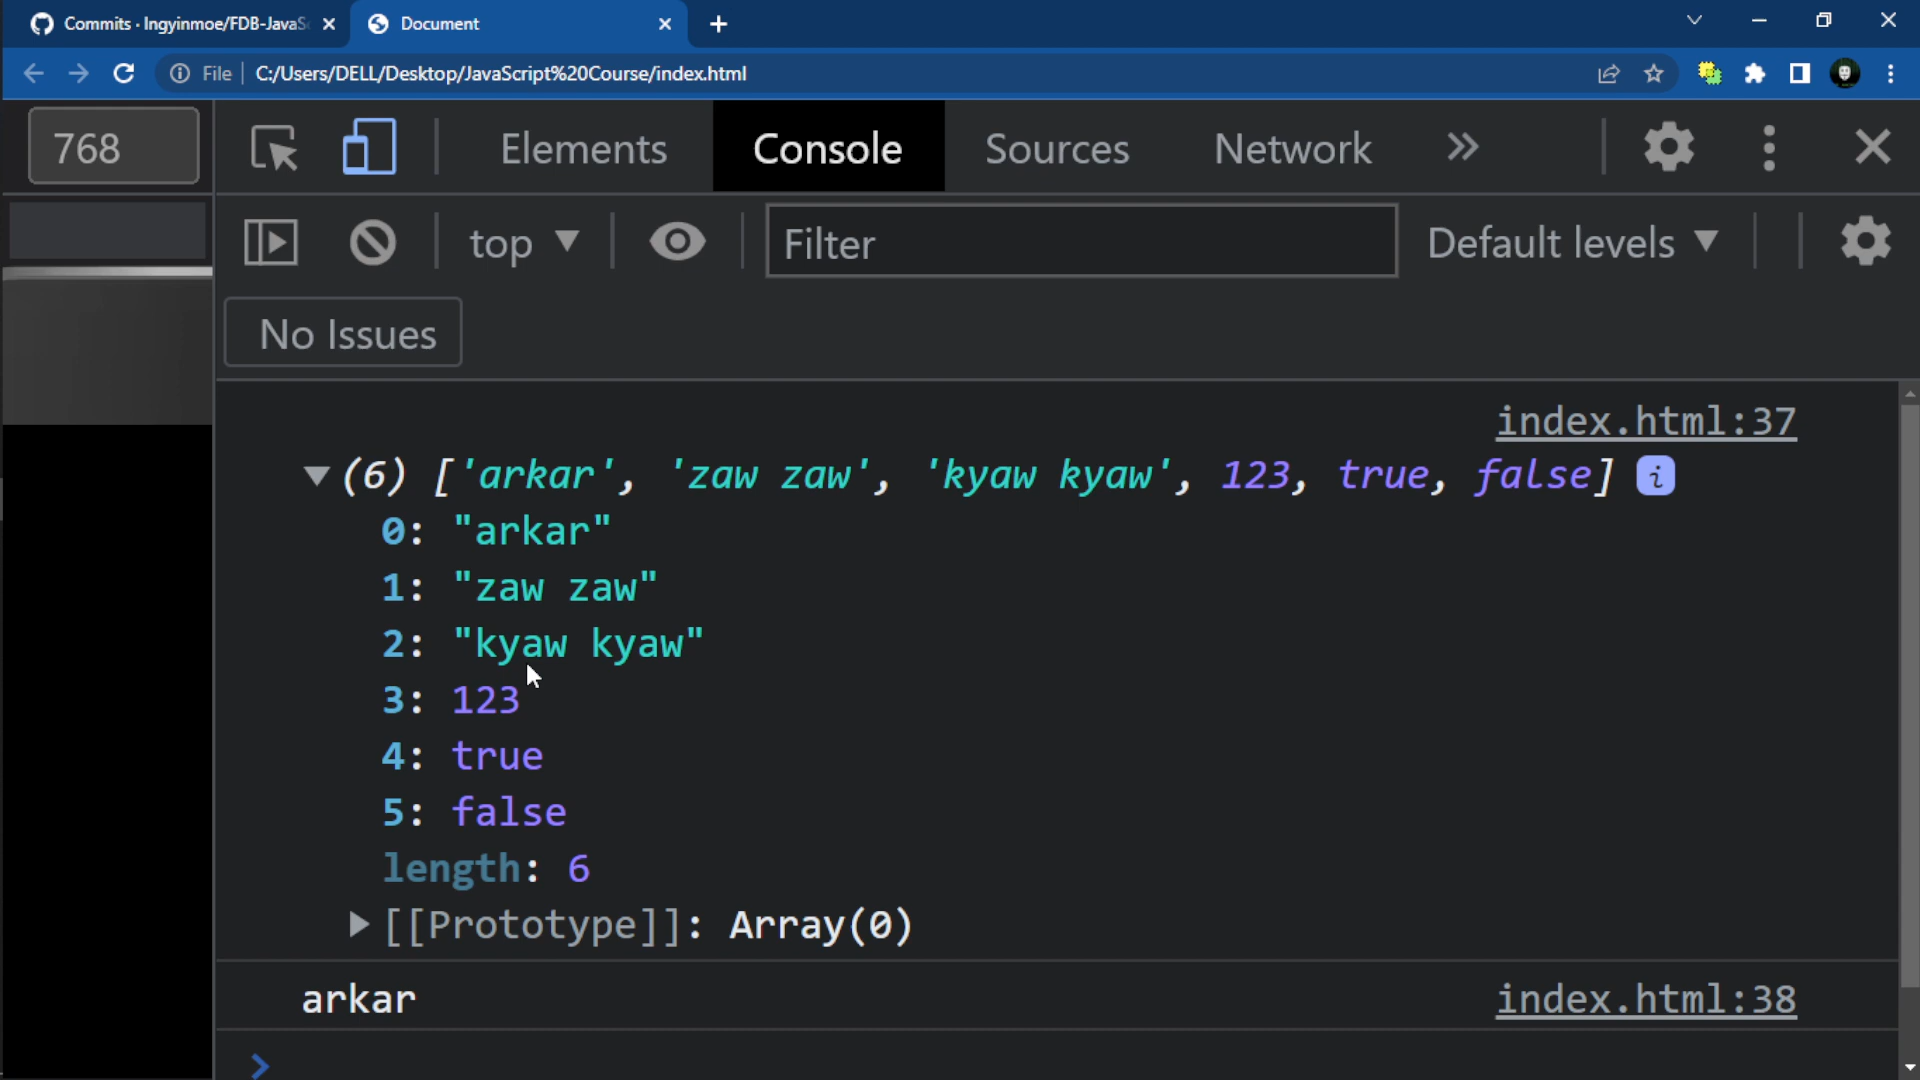 Commits · Ingyinmoe/FDB-JavaS
Document
File
C:/Users/DELL/Desktop/JavaScript%20Course/index.html
768
Elements
Console
Sources
Network
top
Filter
Default levels
No Issues
index.html:37
(6) ['arkar', 'zaw zaw', 'kyaw kyaw', 123, true, false]
0: "arkar"
1: "zaw zaw"
2: "kyaw kyaw"
3: 123
4: true
5: false
length: 6
[[Prototype]]: Array(0)
arkar
index.html:38